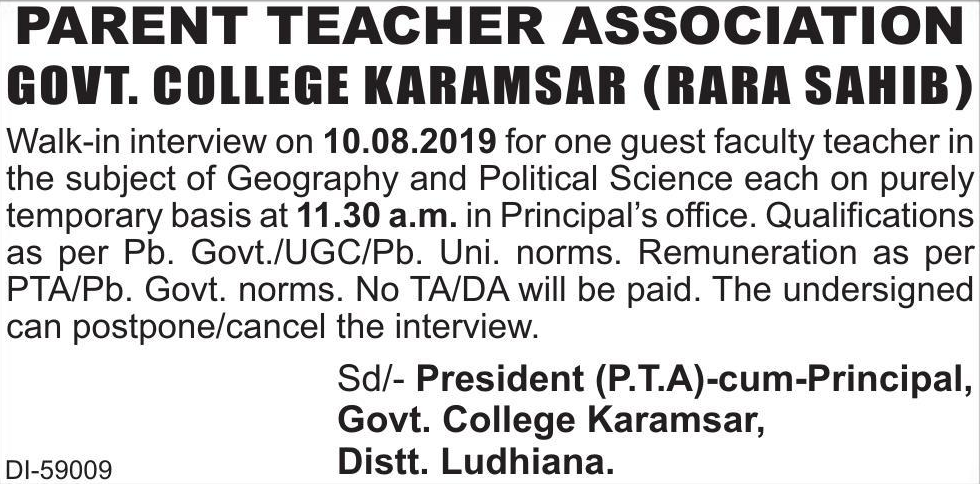 PARENT TEACHER ASSOCIATION
GOVT. COLLEGE KARAMSAR (RARA SAHIB)
Walk-in interview on 10.08.2019 for one guest faculty teacher in
the subject of Geography and Political Science each on purely
temporary basis at 11.30 a.m. in Principal's office. Qualifications
as per Pb. Govt./UGC/Pb. Uni. norms. Remuneration as per
PTA/Pb. Govt. norms. No TA/DA will be paid. The undersigned
can postpone/cancel the interview.
Sd/- President (P.T.A)-cum-Principal,
Govt. College Karamsar,
Distt. Ludhiana.
DI-59009